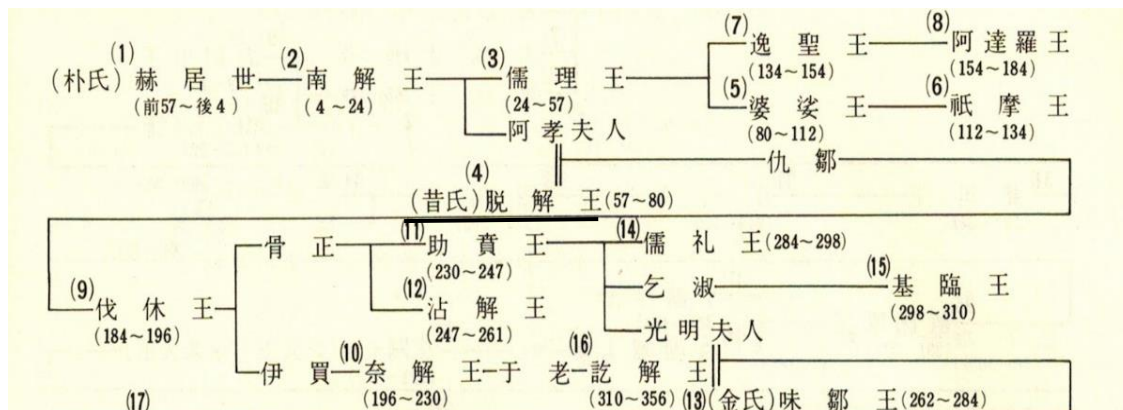 (7) 逸聖王 (8) 阿達羅王
(134~154) (154~184)
(1) (朴氏) 赫居世 (2) 南解王 (3) 儒理王
(前57~後4) (4~24) (24~57)
(5) 婆娑王 (6) 祇摩王
(80~112) (112~134)
阿孝夫人
仇鄒
(4) (昔氏) 脱解王 (57~80)
骨正 (11) 助賁王 (14) 儒礼王 (284~298)
(230~247)
乞淑 (15) 基臨王
(298~310)
(9) 伐休王 (12) 沾解王
(184~196) (247~261)
光明夫人
伊買 (10) 奈解王 于老 (16) 訖解王
(196~230) (310~356)
(17) (13) (金氏) 味鄒王 (262~284)